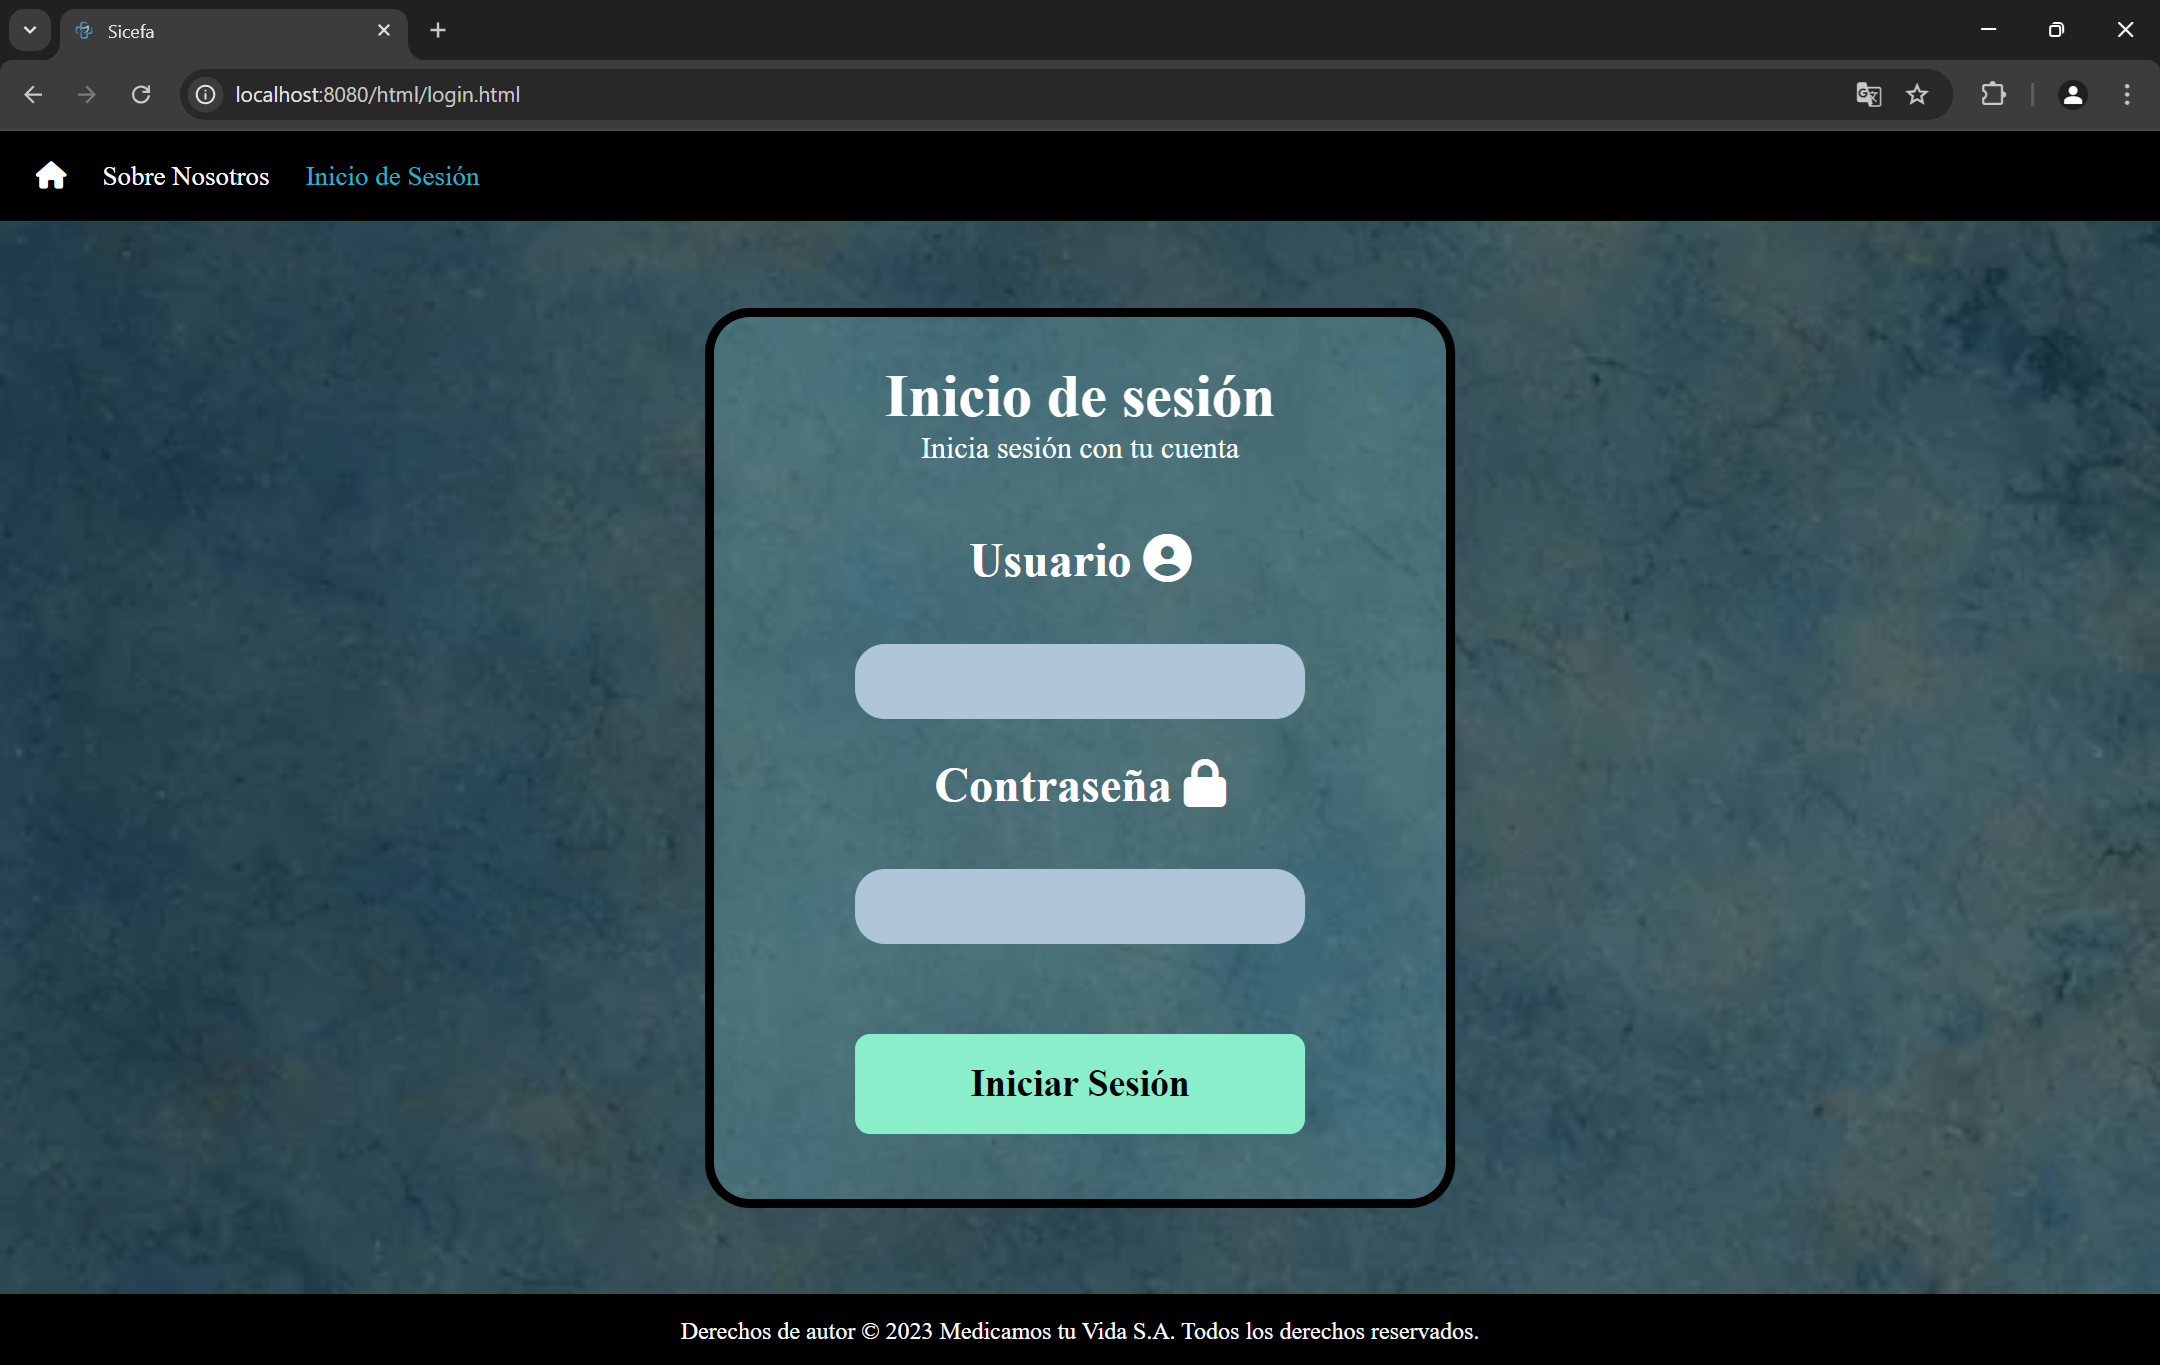 Sicefa
localhost:8080/html/login.html
Sobre Nosotros Inicio de Sesión
Inicio de sesión
Inicia sesión con tu cuenta
Usuario
Contraseña
Iniciar Sesión
Derechos de autor © 2023 Medicamos tu Vida S.A. Todos los derechos reservados.